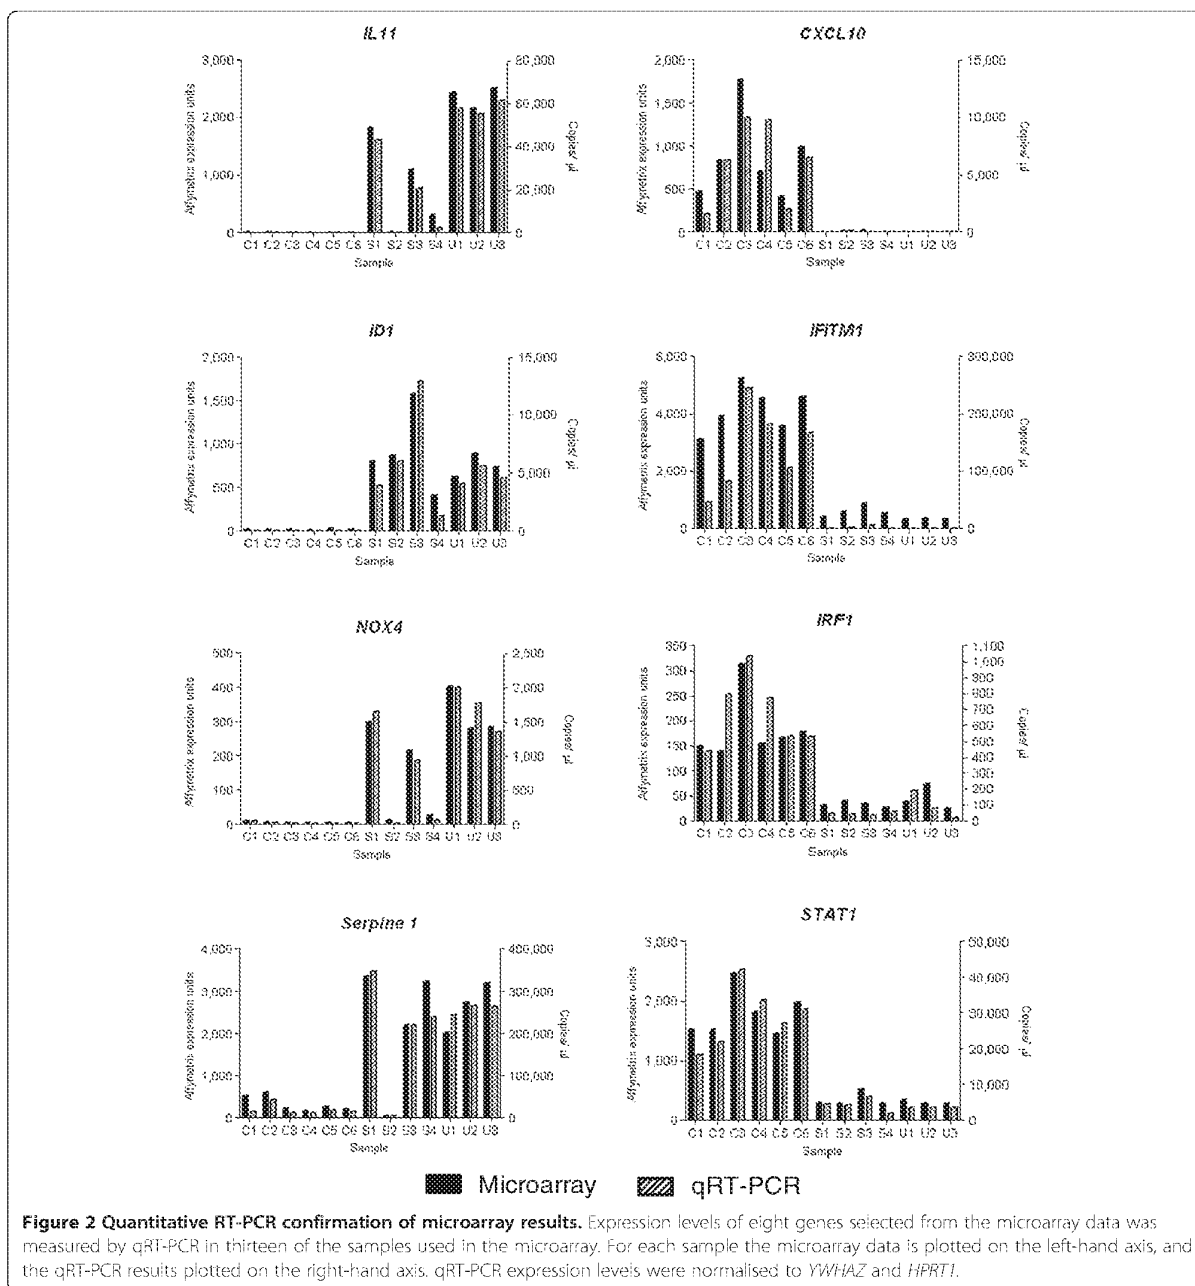 IL11
3,000
2,000
1,000
0
80,000
60,000
40,000
20,000
0
Affymetrix expression units
Copies/ µl
C1 C2 C3 C4 C5 C6 S1 S2 S3 S4 U1 U2 U3
Sample
CXCL10
2,000
1,500
1,000
500
0
15,000
10,000
5,000
0
Affymetrix expression units
Copies/ µl
C1 C2 C3 C4 C5 C6 S1 S2 S3 S4 U1 U2 U3
Sample
ID1
2,000
1,500
1,000
500
0
15,000
10,000
5,000
0
Affymetrix expression units
Copies/ µl
C1 C2 C3 C4 C5 C6 S1 S2 S3 S4 U1 U2 U3
Sample
IFITM1
6,000
4,000
2,000
0
300,000
200,000
100,000
0
Affymetrix expression units
Copies/ µl
C1 C2 C3 C4 C5 C6 S1 S2 S3 S4 U1 U2 U3
Sample
NOX4
500
400
300
200
100
0
2,500
2,000
1,500
1,000
500
0
Affymetrix expression units
Copies/ µl
C1 C2 C3 C4 C5 C6 S1 S2 S3 S4 U1 U2 U3
Sample
IRF1
350
300
250
200
150
100
50
0
1,100
1,000
900
800
700
600
500
400
300
200
100
0
Affymetrix expression units
Copies/ µl
C1 C2 C3 C4 C5 C6 S1 S2 S3 S4 U1 U2 U3
Sample
Serpine 1
4,000
3,000
2,000
1,000
0
400,000
300,000
200,000
100,000
0
Affymetrix expression units
Copies/ µl
C1 C2 C3 C4 C5 C6 S1 S2 S3 S4 U1 U2 U3
Sample
STAT1
3,000
2,000
1,000
0
50,000
40,000
30,000
20,000
10,000
0
Affymetrix expression units
Copies/ µl
C1 C2 C3 C4 C5 C6 S1 S2 S3 S4 U1 U2 U3
Sample
Microarray qRT-PCR
Figure 2 Quantitative RT-PCR confirmation of microarray results. Expression levels of eight genes selected from the microarray data was
measured by qRT-PCR in thirteen of the samples used in the microarray. For each sample the microarray data is plotted on the left-hand axis, and
the qRT-PCR results plotted on the right-hand axis. qRT-PCR expression levels were normalised to YWHAZ and HPRT1.